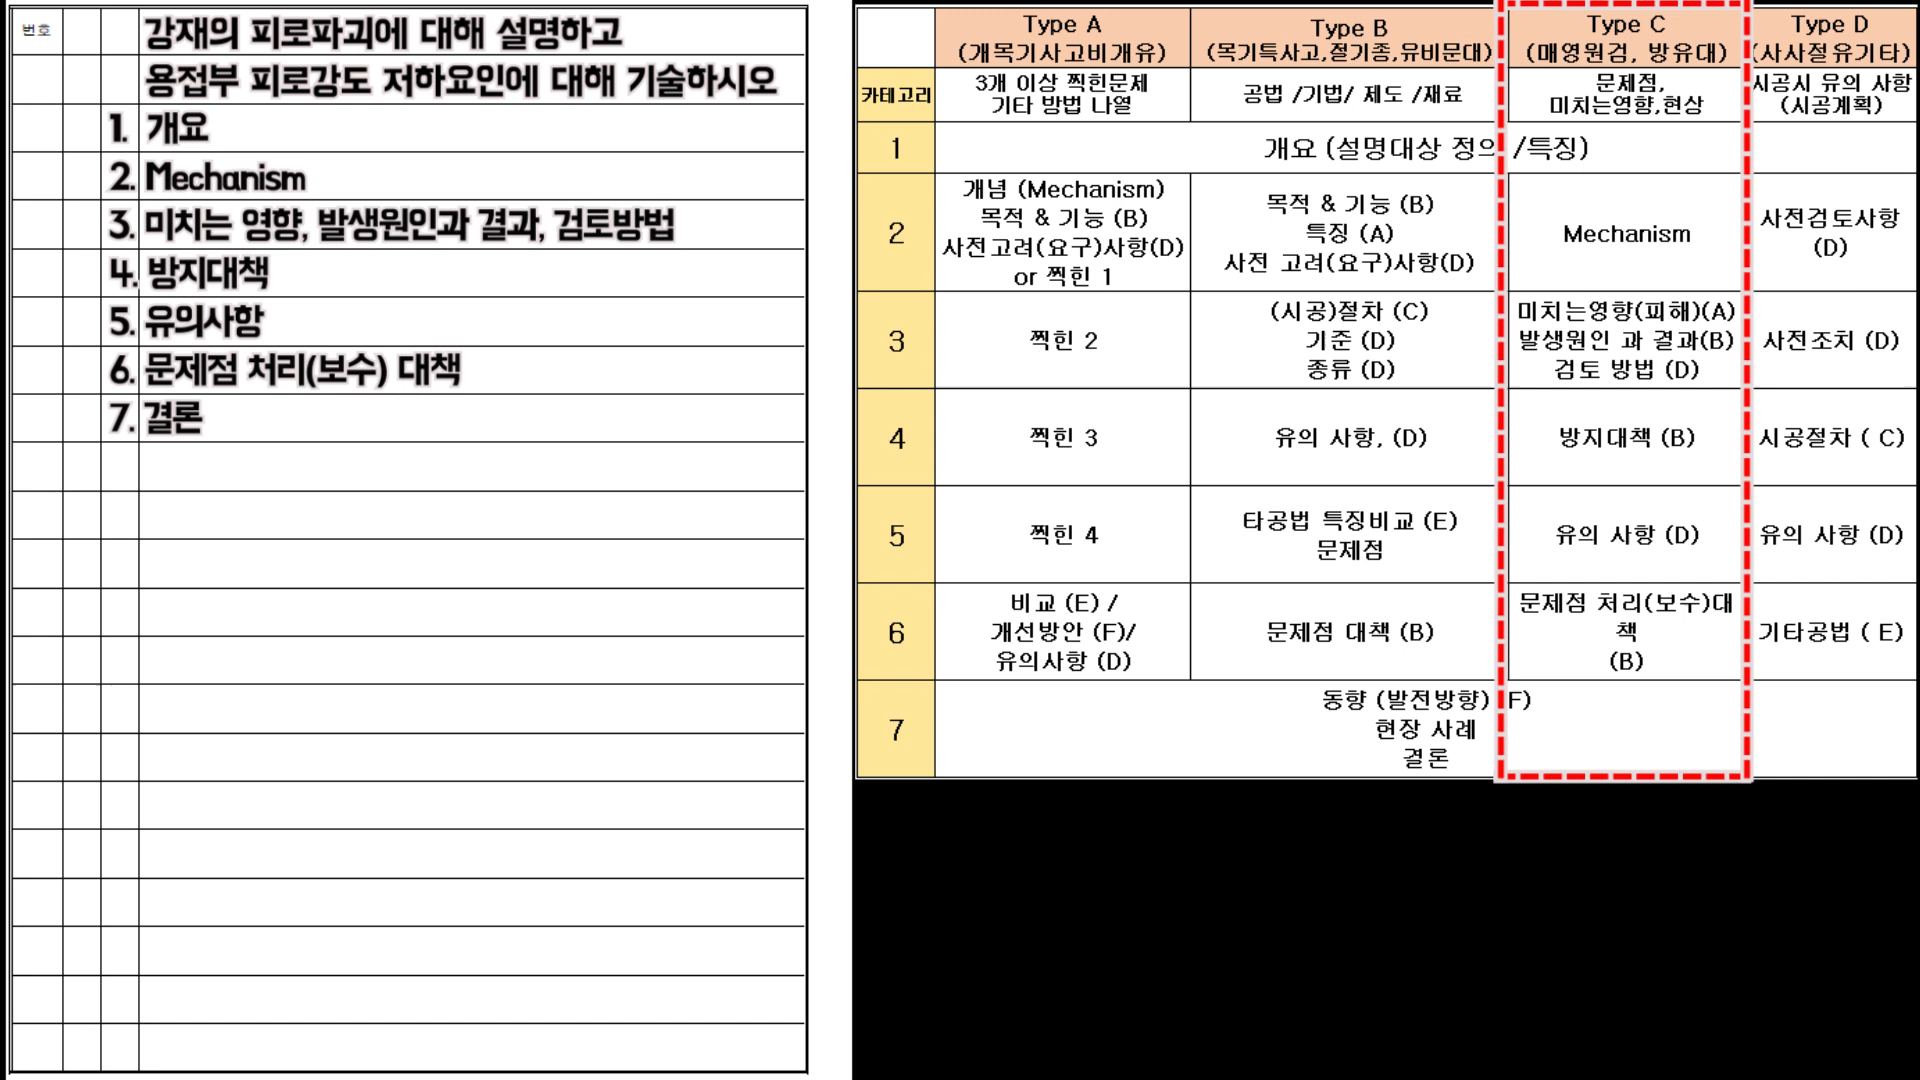 번호
강재의 피로파괴에 대해 설명하고
용접부 피로강도 저하요인에 대해 기술하시오
1. 개요
2. Mechanism
3. 미치는 영향, 발생원인과 결과, 검토방법
4. 방지대책
5. 유의사항
6. 문제점 처리(보수) 대책
7. 결론
Type A
(개목기사고비개유)
Type B
(목기특사고,절기종,유비문대)
Type C
(매영원검, 방유대)
Type D
(사사절유기타)
카테고리
3개 이상 찍힌문제
기타 방법 나열
공법 /기법/ 제도 /재료
문제점,
미치는영향,현상
시공시 유의 사항
(시공계획)
1
개요 (설명대상 정의 /특징)
2
개념 (Mechanism)
목적 & 기능 (B)
사전고려(요구)사항(D)
or 찍힌 1
목적 & 기능 (B)
특징 (A)
사전 고려(요구)사항(D)
Mechanism
사전검토사항
(D)
3
찍힌 2
(시공)절차 (C)
기준 (D)
종류 (D)
미치는영향(피해)(A)
발생원인 과 결과(B)
검토 방법 (D)
사전조치 (D)
4
찍힌 3
유의 사항, (D)
방지대책 (B)
시공절차 ( C)
5
찍힌 4
타공법 특징비교 (E)
문제점
유의 사항 (D)
유의 사항 (D)
6
비교 (E) /
개선방안 (F)/
유의사항 (D)
문제점 대책 (B)
문제점 처리(보수)대
책
(B)
기타공법 ( E)
7
동향 (발전방향) F)
현장 사례
결론